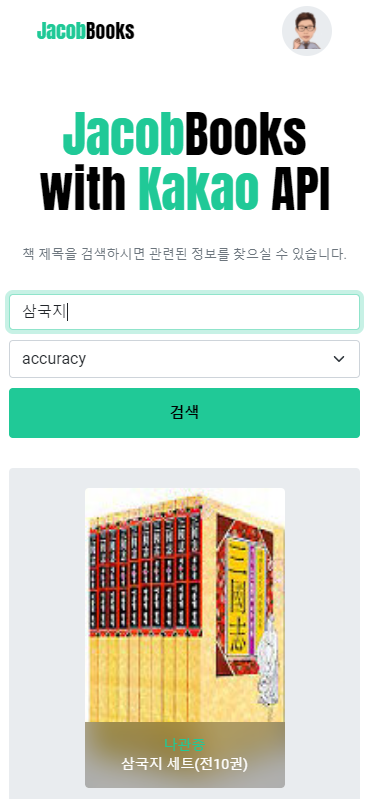 JacobBooks
JacobBooks
with Kakao API
책 제목을 검색하시면 관련된 정보를 찾으실 수 있습니다.
삼국지
accuracy
검색
三國志
나관중
삼국지 세트(전10권)